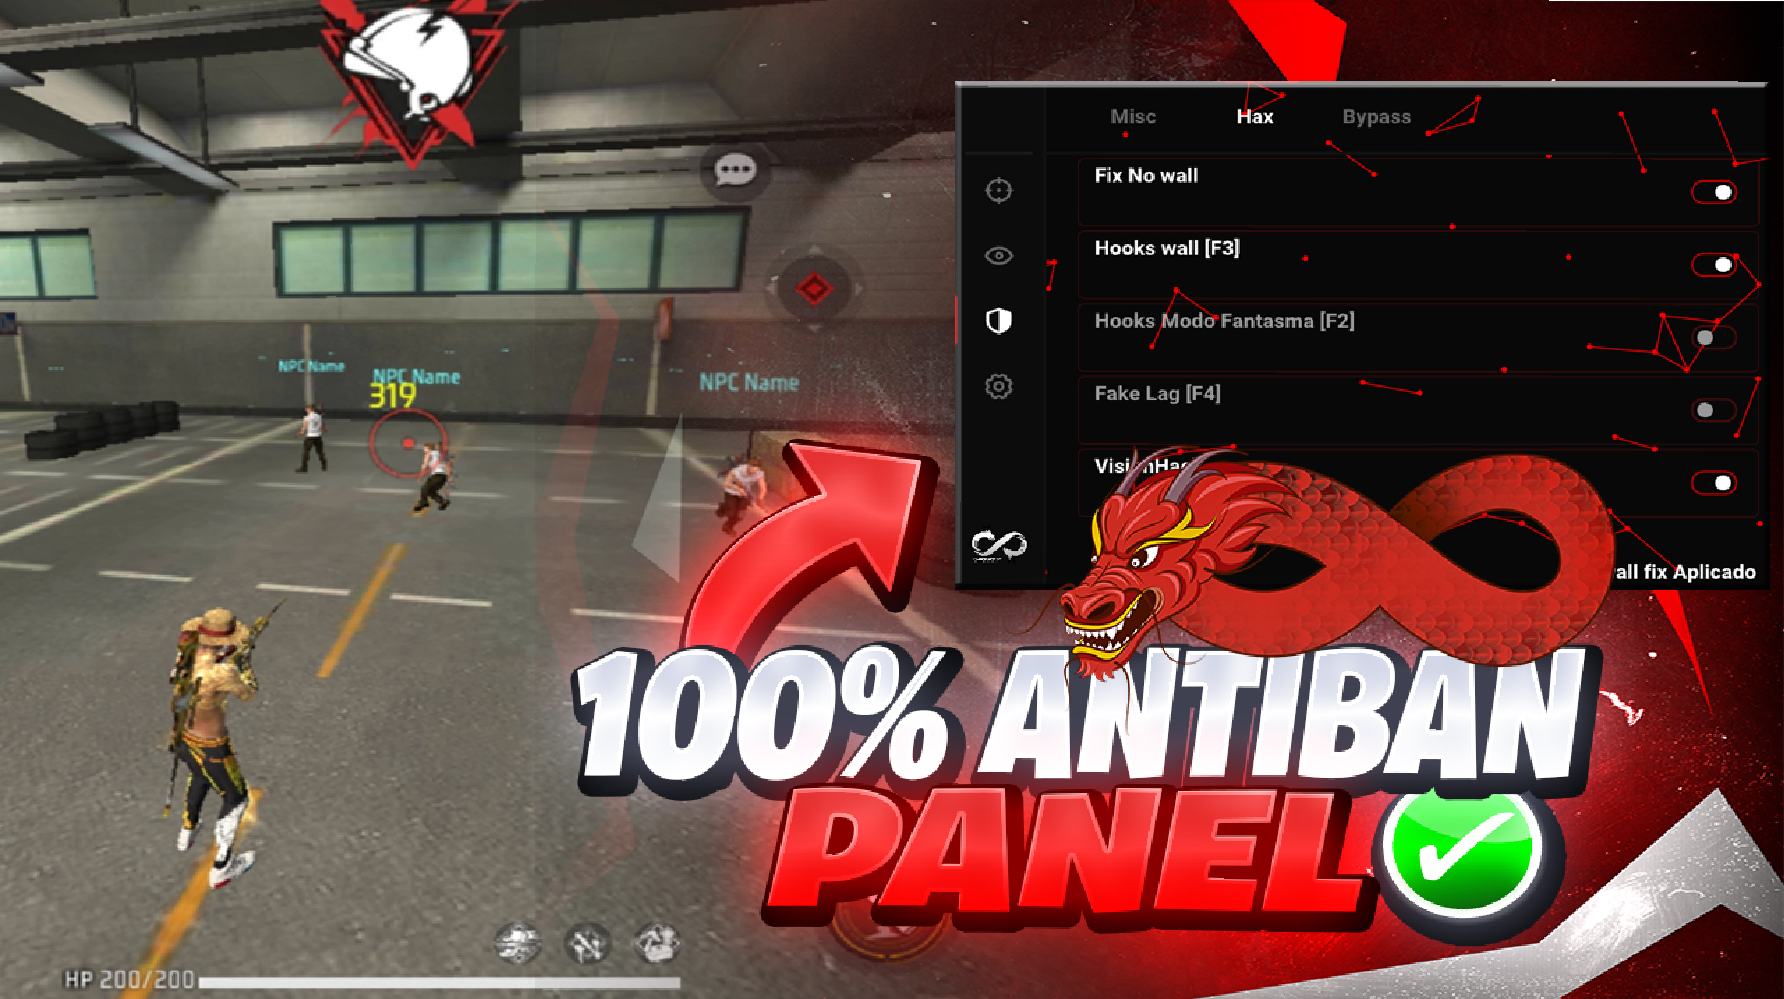 Misc Hax Bypass
Fix No wall
Hooks wall [F3]
Hooks Modo Fantasma [F2]
Fake Lag [F4]
all fix Aplicado
NPC Name
NPC Name
319
NPC Name
100% ANTIBAN
PANEL
HP 200/200